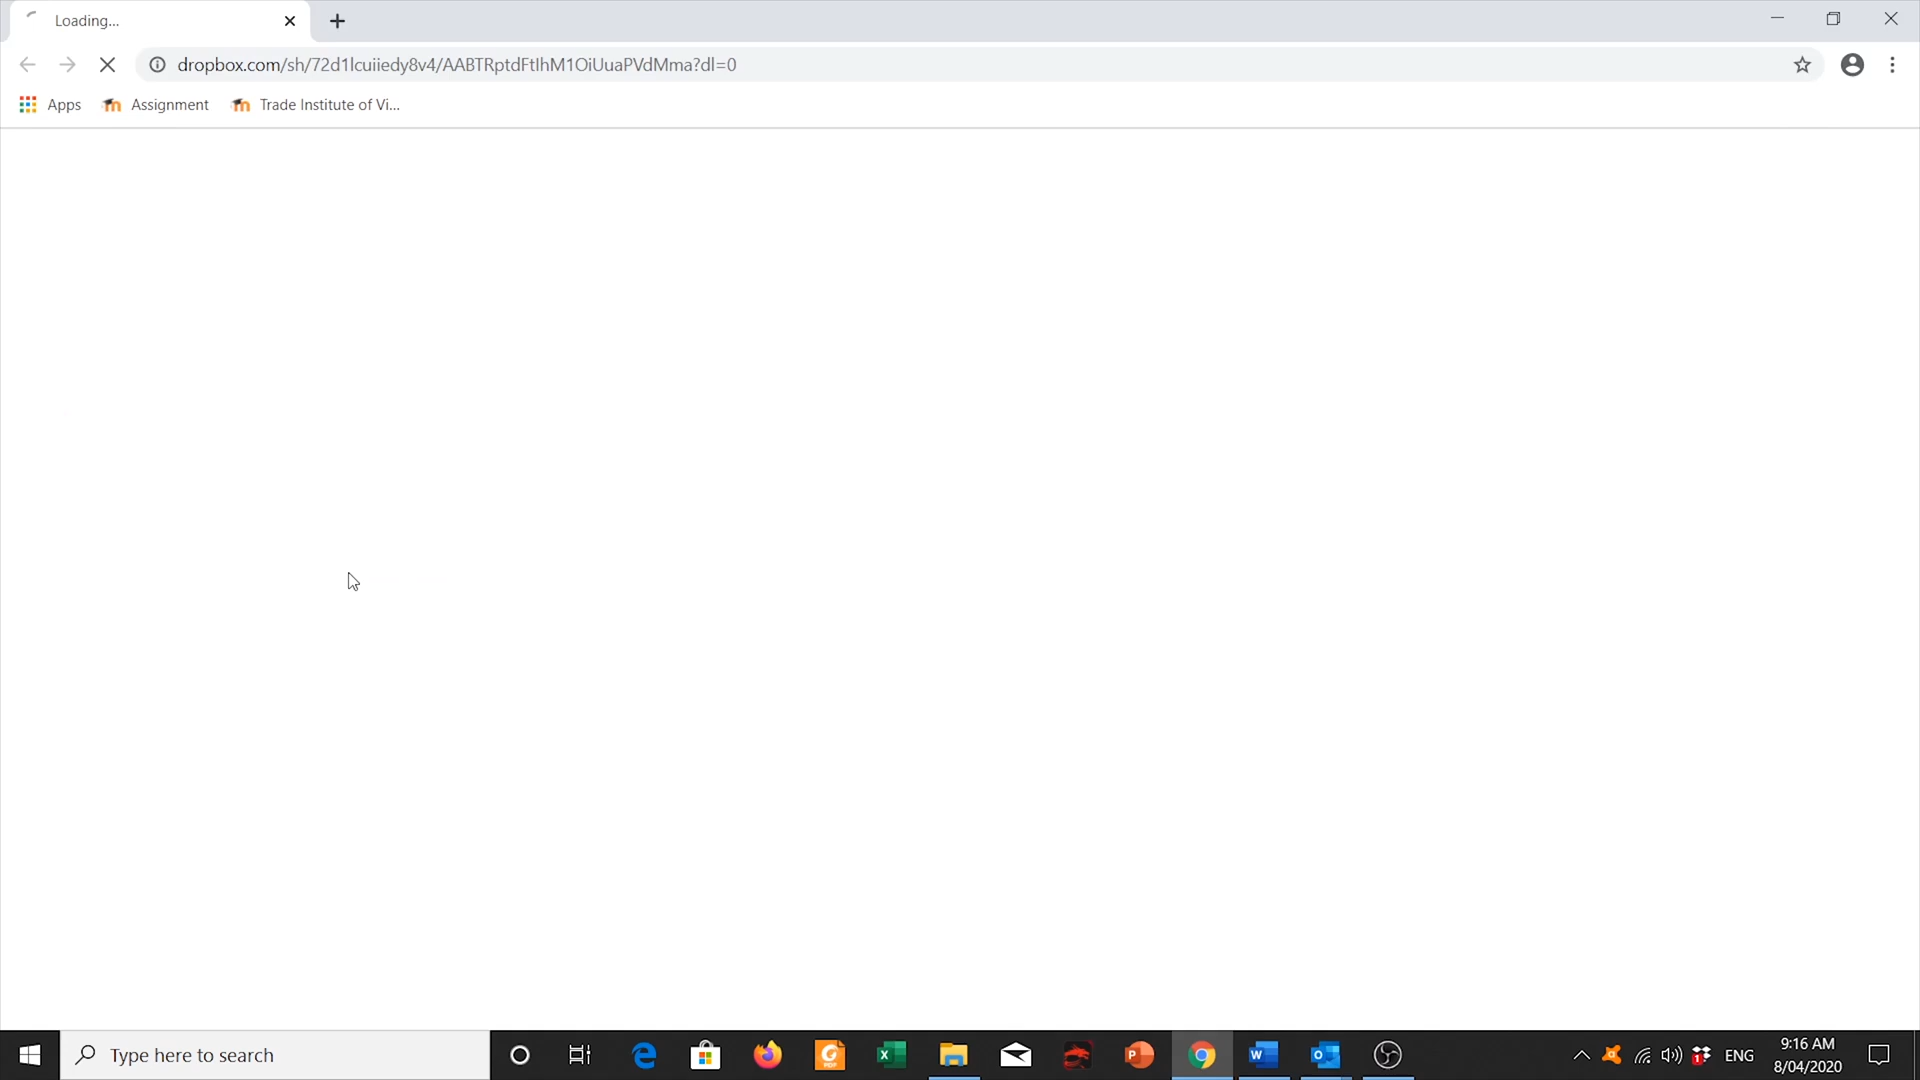 Loading...
dropbox.com/sh/72d1lcuiiedy8v4/AABTRptdFtIhM1OiUuaPVdMma?dl=0
Apps Assignment Trade Institute of Vi...
Type here to search
ENG
9:16 AM
8/04/2020